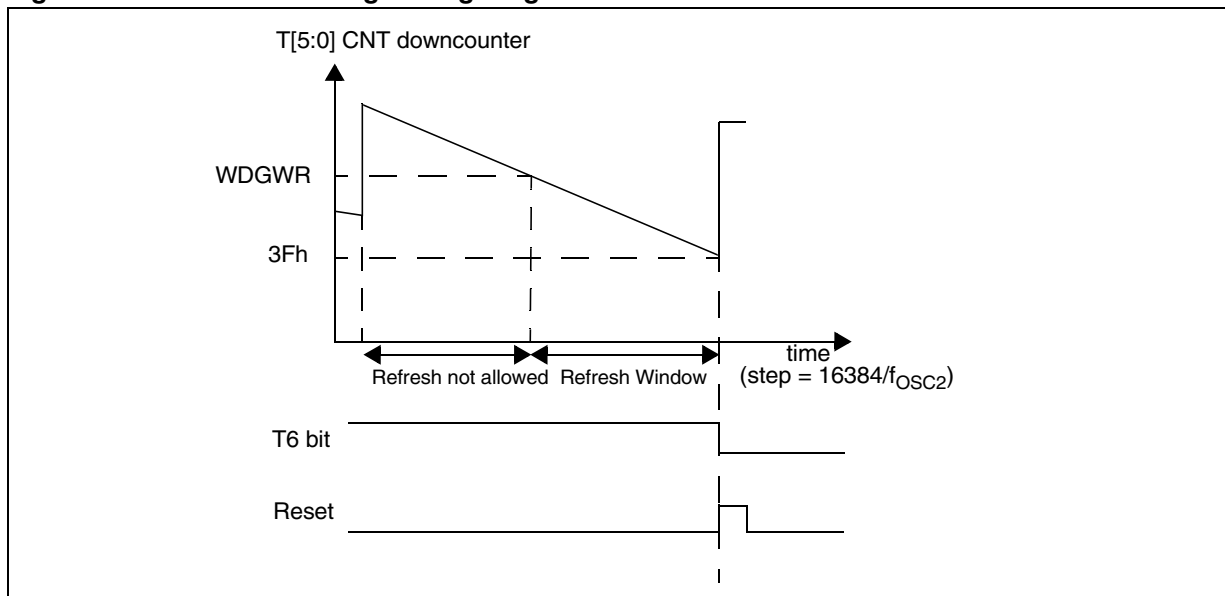 T[5:0] CNT downcounter
WDGWR
3Fh
time
Refresh not allowed Refresh Window (step = 16384/fOSC2)
T6 bit
Reset